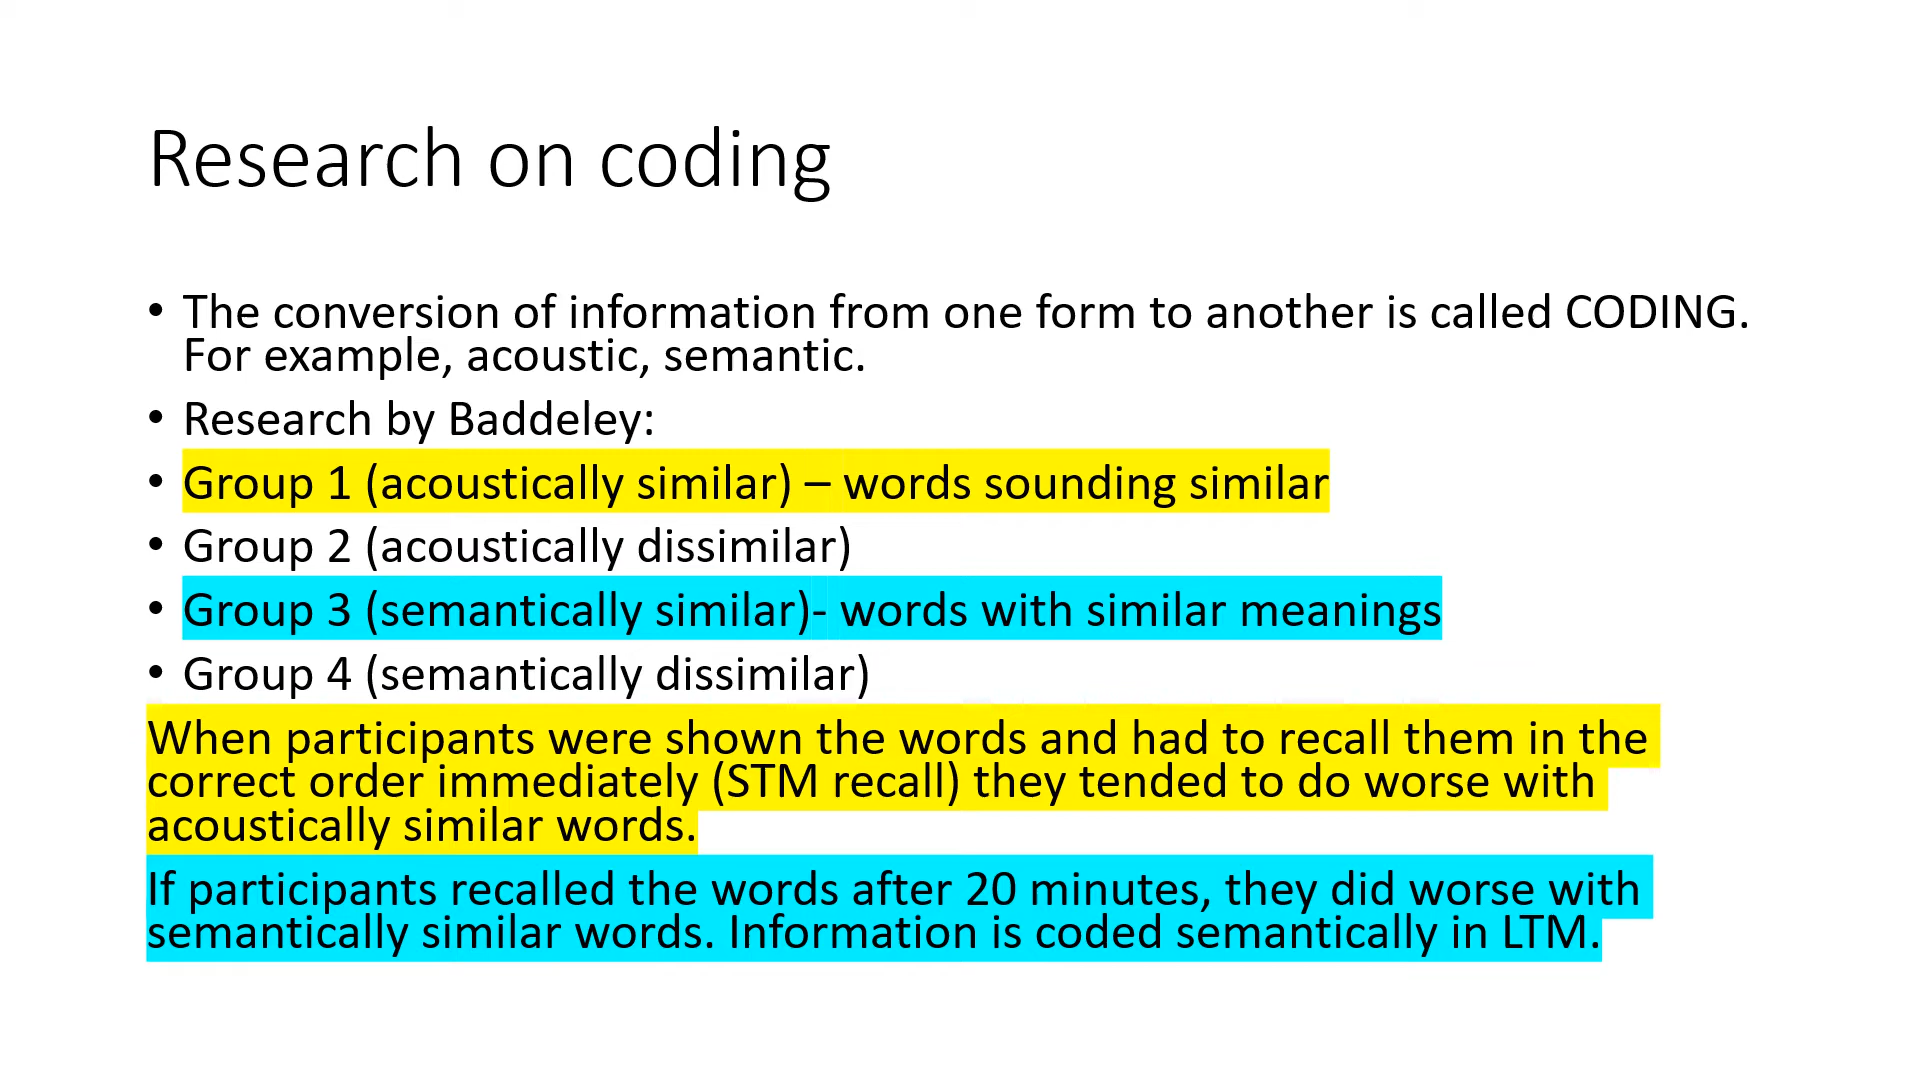 Research on coding
• The conversion of information from one form to another is called CODING.
For example, acoustic, semantic.
• Research by Baddeley:
• Group 1 (acoustically similar) – words sounding similar
• Group 2 (acoustically dissimilar)
• Group 3 (semantically similar)- words with similar meanings
• Group 4 (semantically dissimilar)
When participants were shown the words and had to recall them in the
correct order immediately (STM recall) they tended to do worse with
acoustically similar words.
If participants recalled the words after 20 minutes, they did worse with
semantically similar words. Information is coded semantically in LTM.